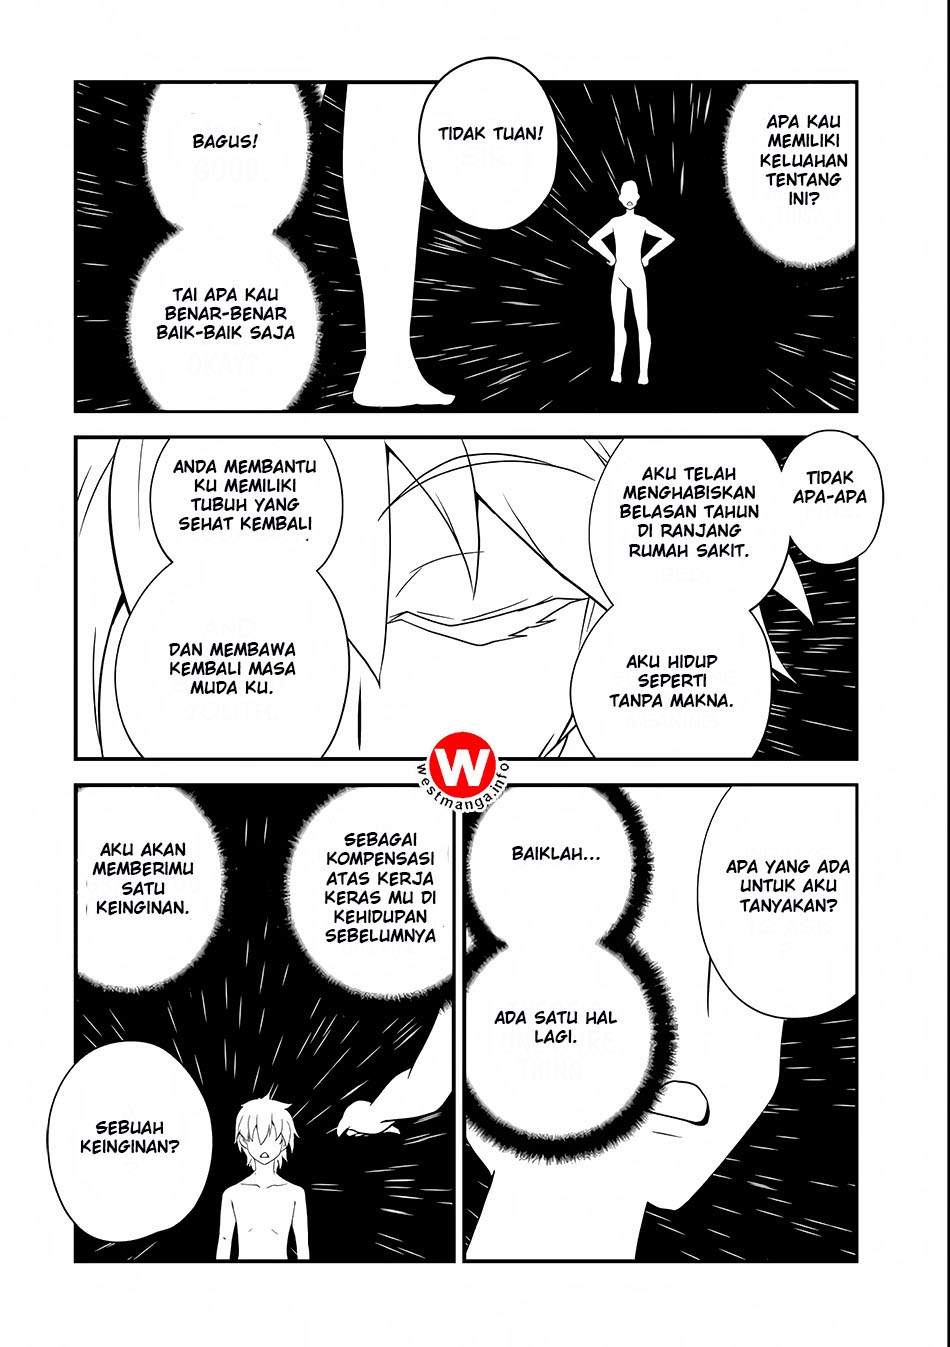 APA KAU
MEMILIKI
KELUAHAN
TENTANG
INI?
TIDAK TUAN!
BAGUS!
TAI APA KAU
BENAR-BENAR
BAIK-BAIK SAJA
TIDAK
APA-APA
AKU TELAH
MENGHABISKAN
BELASAN TAHUN
DI RANJANG
RUMAH SAKIT.
AKU HIDUP
SEPERTI
TANPA MAKNA.
ANDA MEMBANTU
KU MEMILIKI
TUBUH YANG
SEHAT KEMBALI
.
DAN MEMBAWA
KEMBALI MASA
MUDA KU.
W
westmanga.info
APA YANG ADA
UNTUK AKU
TANYAKAN?
BAIKLAH...
ADA SATU HAL
LAGI.
SEBAGAI
KOMPENSASI
ATAS KERJA
KERAS MU DI
KEHIDUPAN
SEBELUMNYA
AKU AKAN
MEMBERIMU
SATU
KEINGINAN.
SEBUAH
KEINGINAN?